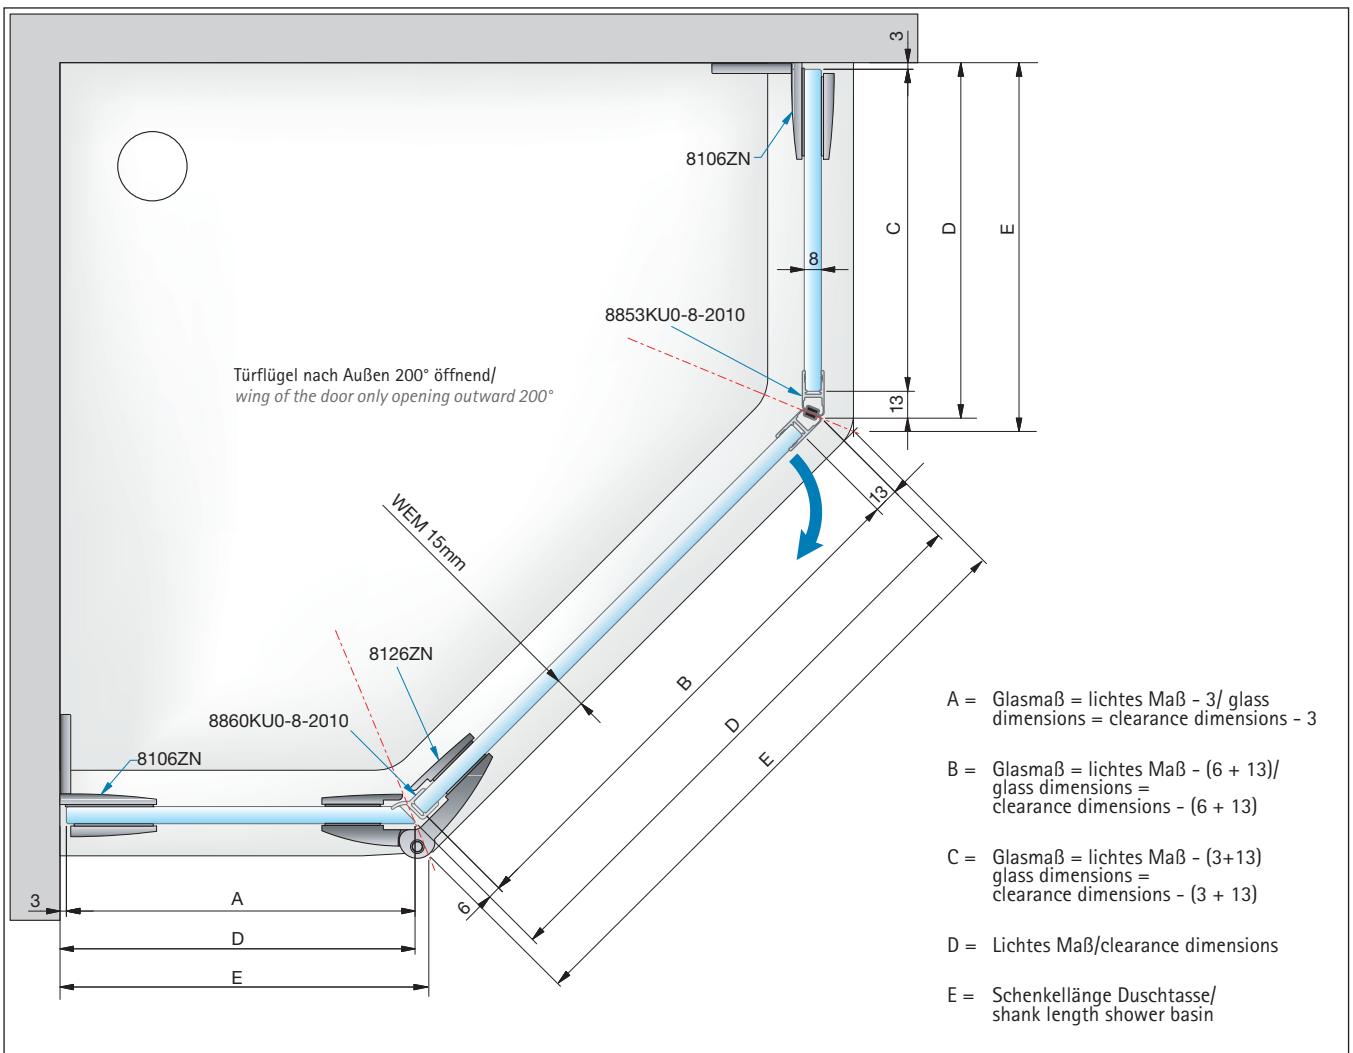 3
8106ZN
C
D
E
8
8853KU0-8-2010
Türflügel nach Außen 200° öffnend/
wing of the door only opening outward 200°
13
13
WEM 15mm
8126ZN
B
D
E
8860KU0-8-2010
8106ZN
3
A
6
D
E
A = Glasmaß = lichtes Maß - 3/ glass
dimensions = clearance dimensions - 3
B = Glasmaß = lichtes Maß - (6 + 13)/
glass dimensions =
clearance dimensions - (6 + 13)
C = Glasmaß = lichtes Maß - (3+13)
glass dimensions =
clearance dimensions - (3 + 13)
D = Lichtes Maß/clearance dimensions
E = Schenkellänge Duschtasse/
shank length shower basin